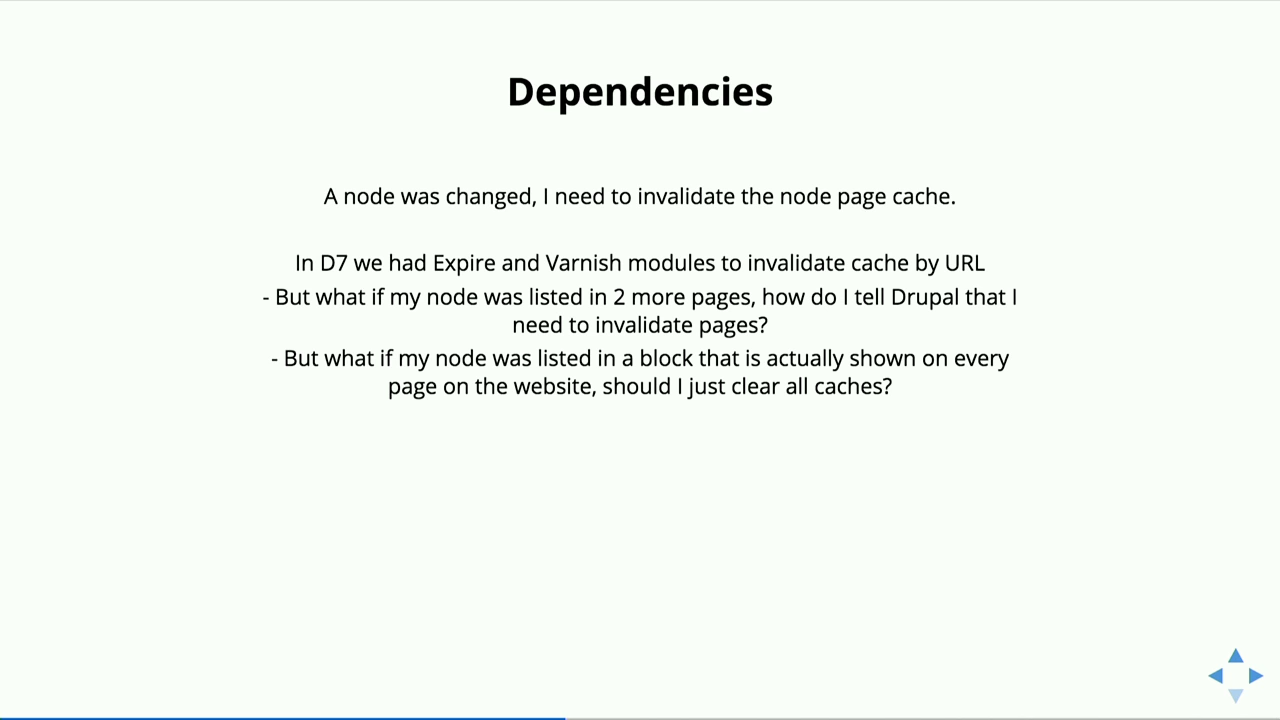 Dependencies
A node was changed, I need to invalidate the node page cache.
In D7 we had Expire and Varnish modules to invalidate cache by URL
- But what if my node was listed in 2 more pages, how do I tell Drupal that I
need to invalidate pages?
- But what if my node was listed in a block that is actually shown on every
page on the website, should I just clear all caches?